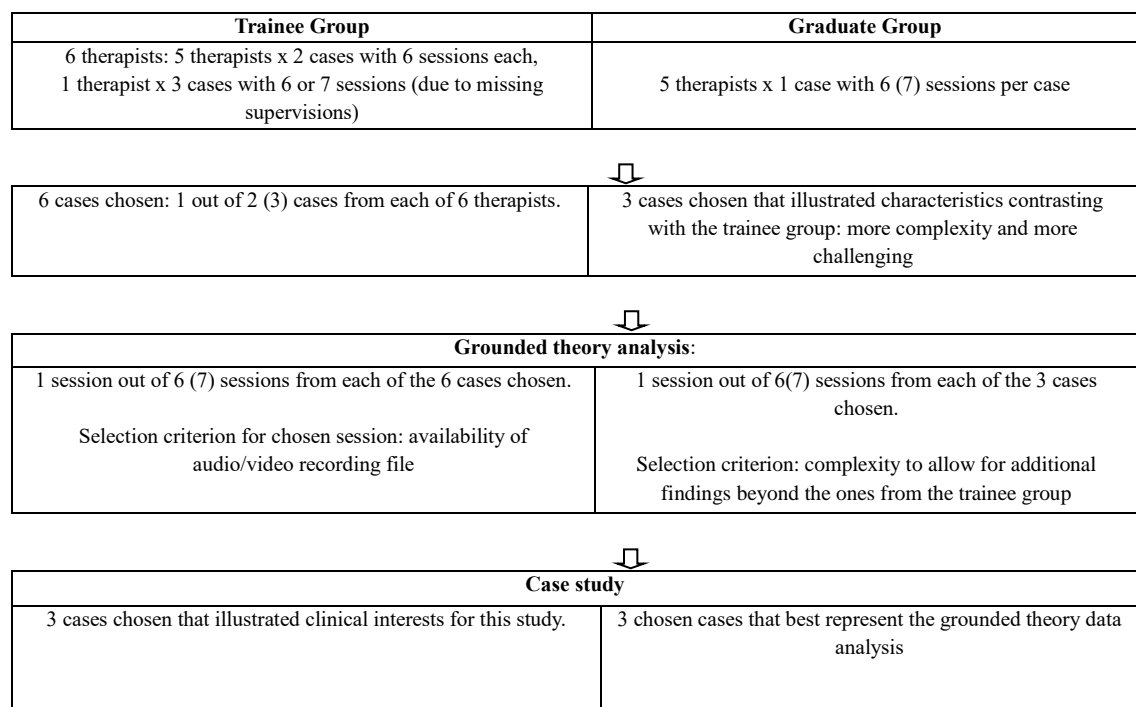 Trainee Group
Graduate Group
6 therapists: 5 therapists x 2 cases with 6 sessions each,
1 therapist x 3 cases with 6 or 7 sessions (due to missing
supervisions)
5 therapists x 1 case with 6 (7) sessions per case
6 cases chosen: 1 out of 2 (3) cases from each of 6 therapists.
3 cases chosen that illustrated characteristics contrasting
with the trainee group: more complexity and more
challenging
Grounded theory analysis:
1 session out of 6 (7) sessions from each of the 6 cases chosen.
Selection criterion for chosen session: availability of
audio/video recording file
1 session out of 6(7) sessions from each of the 3 cases
chosen.
Selection criterion: complexity to allow for additional
findings beyond the ones from the trainee group
Case study
3 cases chosen that illustrated clinical interests for this study.
3 chosen cases that best represent the grounded theory data
analysis